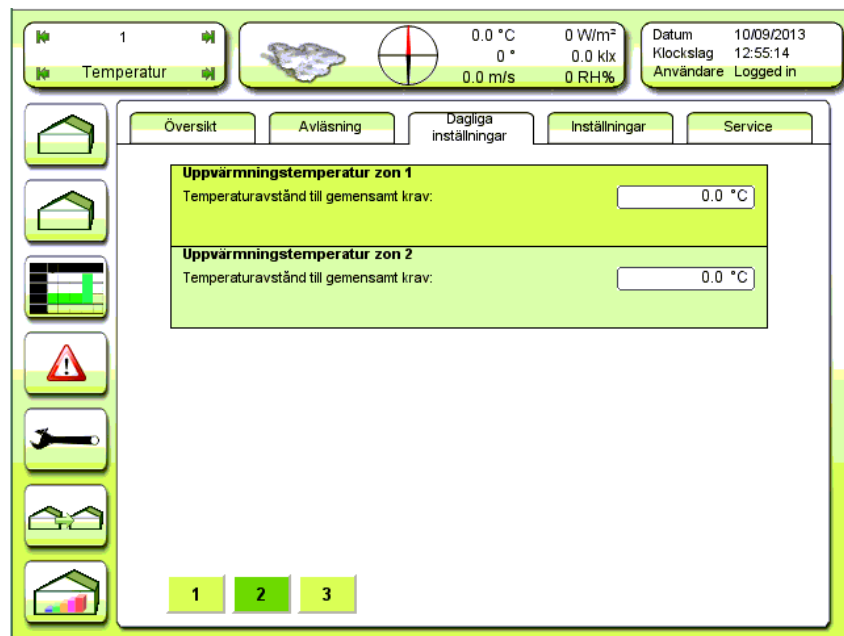 1
Temperatur
0.0 °C
0 W/m²
0 °
0.0 klx
0.0 m/s
0 RH%
Datum 10/09/2013
Klockslag 12:55:14
Användare Logged in
Översikt
Avläsning
Dagliga
inställningar
Inställningar
Service
Uppvärmningstemperatur zon 1
Temperaturavstånd till gemensamt krav: 0.0 °C
Uppvärmningstemperatur zon 2
Temperaturavstånd till gemensamt krav: 0.0 °C
1 2 3